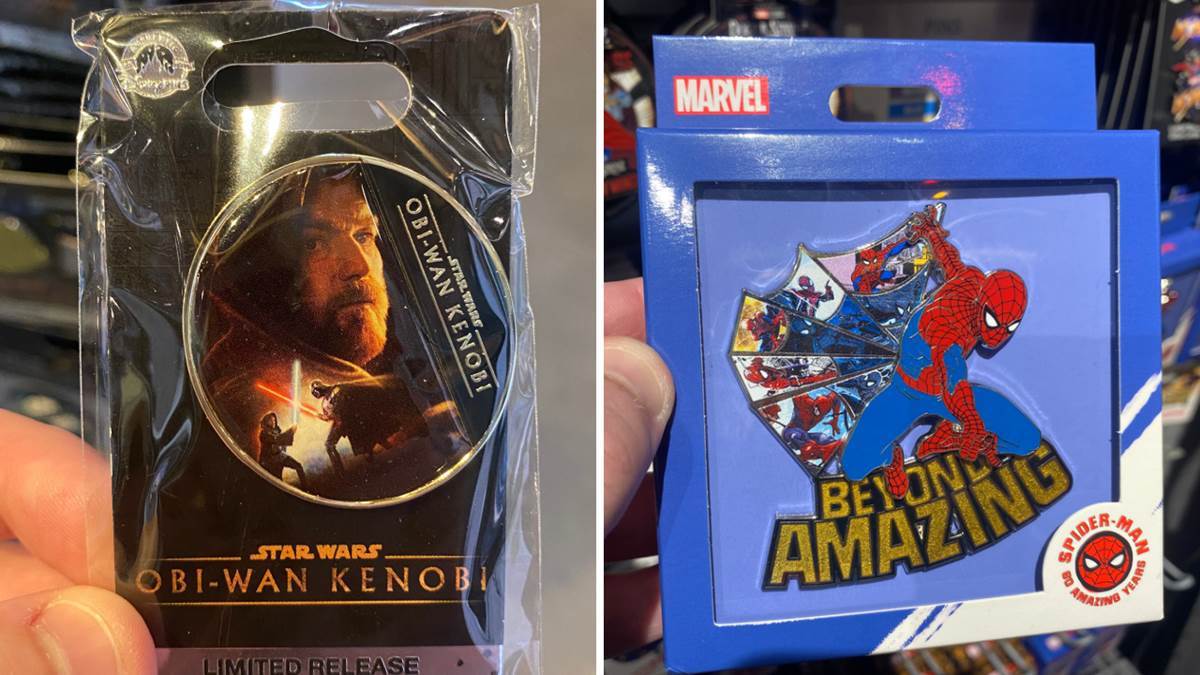 STAR WARS
OBI-WAN KENOBI
STAR WARS
OBI-WAN KENOBI
LIMITED RELEASE
MARVEL
BEYOND
AMAZING
SPIDER-MAN
60 AMAZING YEARS